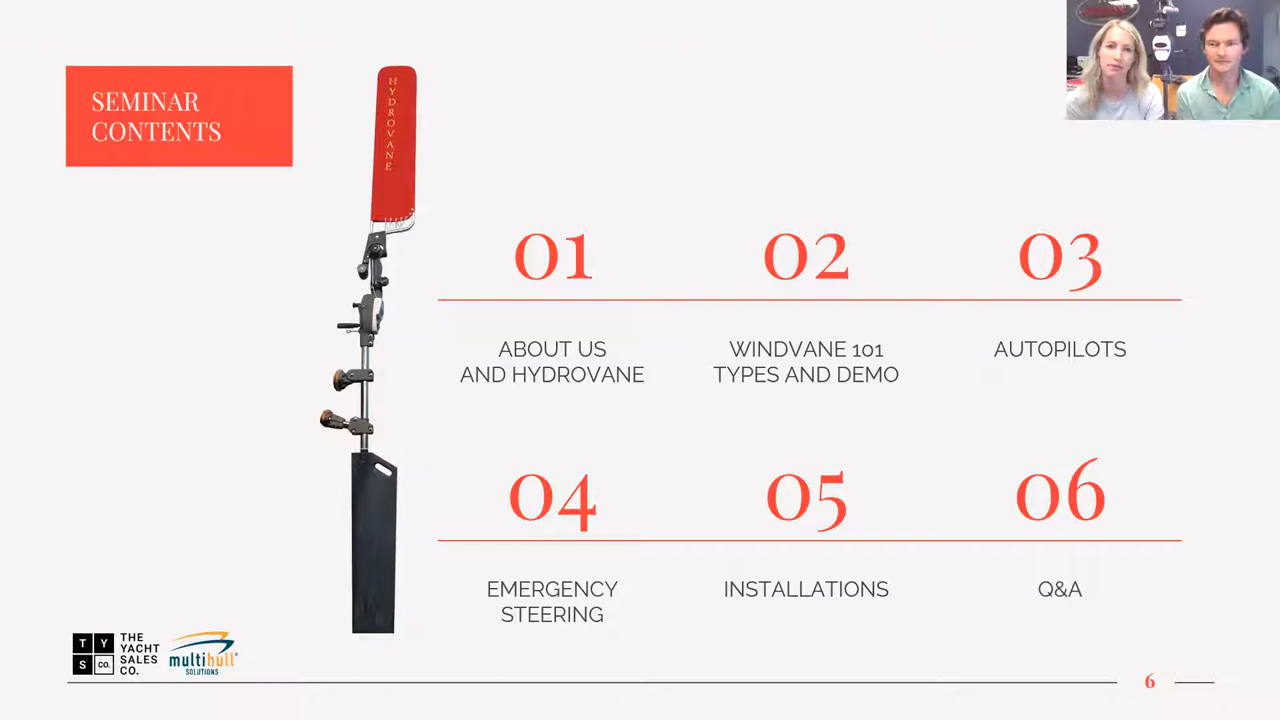 SEMINAR
CONTENTS
HYDROVANE
01
02
03
ABOUT US
AND HYDROVANE
WINDVANE 101
TYPES AND DEMO
AUTOPILOTS
04
05
06
EMERGENCY
STEERING
INSTALLATIONS
Q&A
T Y
S CO.
THE
YACHT
SALES
CO.
multihull
SOLUTIONS
6